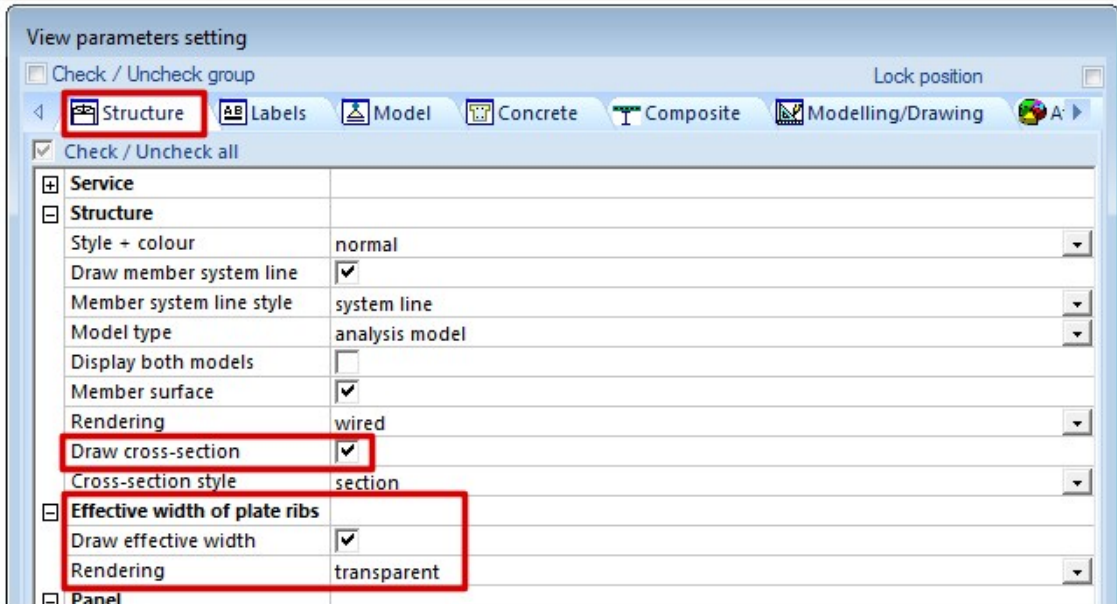 View parameters setting
Check / Uncheck group Lock position
Structure Labels Model Concrete Composite Modelling/Drawing
Check / Uncheck all
Service
Structure
Style + colour normal
Draw member system line
Member system line style system line
Model type analysis model
Display both models
Member surface
Rendering wired
Draw cross-section
Cross-section style section
Effective width of plate ribs
Draw effective width
Rendering transparent
Panel